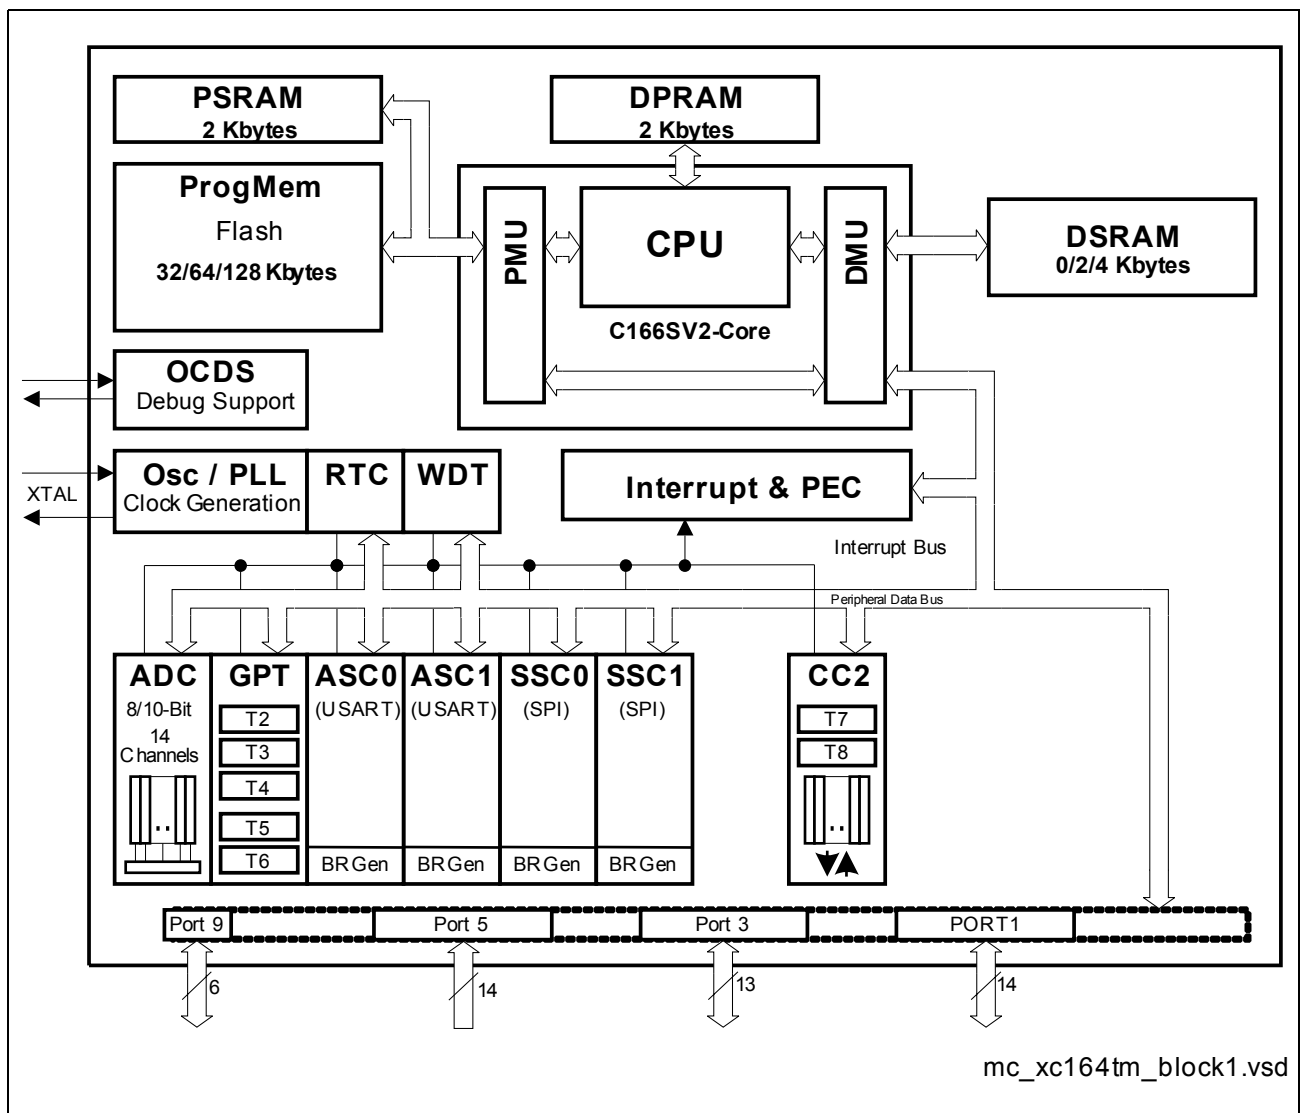 PSRAM
2 Kbytes
DPRAM
2 Kbytes
ProgMem
Flash
32/64/128 Kbytes
PMU
CPU
DMU
C166SV2-Core
DSRAM
0/2/4 Kbytes
OCDS
Debug Support
Osc / PLL
Clock Generation
RTC
WDT
Interrupt & PEC
XTAL
Interrupt Bus
Peripheral Data Bus
ADC
8/10-Bit
14
Channels
..
GPT
T2
T3
T4
T5
T6
ASC0
(USART)
BRGen
ASC1
(USART)
BRGen
SSC0
(SPI)
BRGen
SSC1
(SPI)
BRGen
CC2
T7
T8
..
Port 9
Port 5
Port 3
PORT1
6
14
13
14
mc_xc164tm_block1.vsd